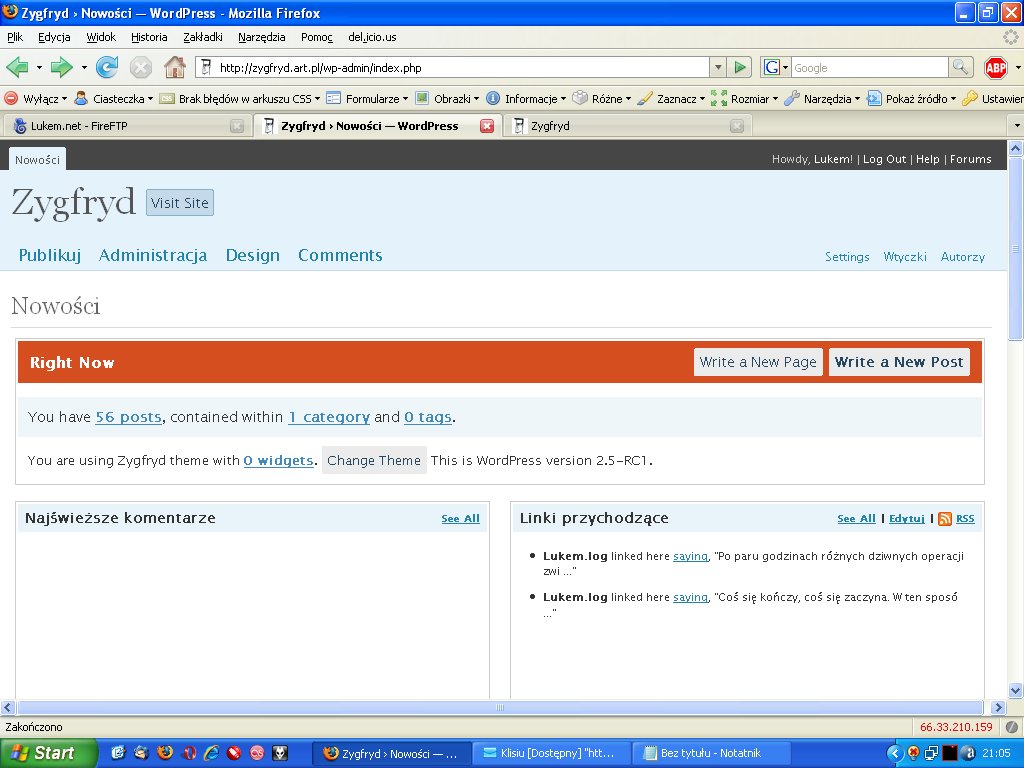 Zygfryd › Nowości — WordPress - Mozilla Firefox
Plik Edycja Widok Historia Zakładki Narzędzia Pomoc del.icio.us
http://zygfryd.art.pl/wp-admin/index.php G Google ABP
Wyłącz Ciasteczka Brak błędów w arkuszu CSS Formularze Obrazki Informacje Różne Zaznacz Rozmiar Narzędzia Pokaż źródło Ustawier
Lukem.net - FireFTP Zygfryd › Nowości — WordPress Zygfryd
Nowości Howdy, Lukem! | Log Out | Help | Forums
Zygfryd Visit Site
Publikuj Administracja Design Comments Settings Wtyczki Autorzy
Nowości
Right Now Write a New Page Write a New Post
You have 56 posts, contained within 1 category and 0 tags.
You are using Zygfryd theme with 0 widgets. Change Theme This is WordPress version 2.5-RC1.
Najświeższe komentarze See All Linki przychodzące See All | Edytuj | RSS
Lukem.log linked here saying, "Po paru godzinach różnych dziwnych operacji
zwi ..."
Lukem.log linked here saying, "Coś się kończy, coś się zaczyna. W ten sposó
..."
Zakończono 66.33.210.159
Start Zygfryd › Nowości — ... Klisiu [Dostępny] "htt... Bez tytułu - Notatnik 21:05